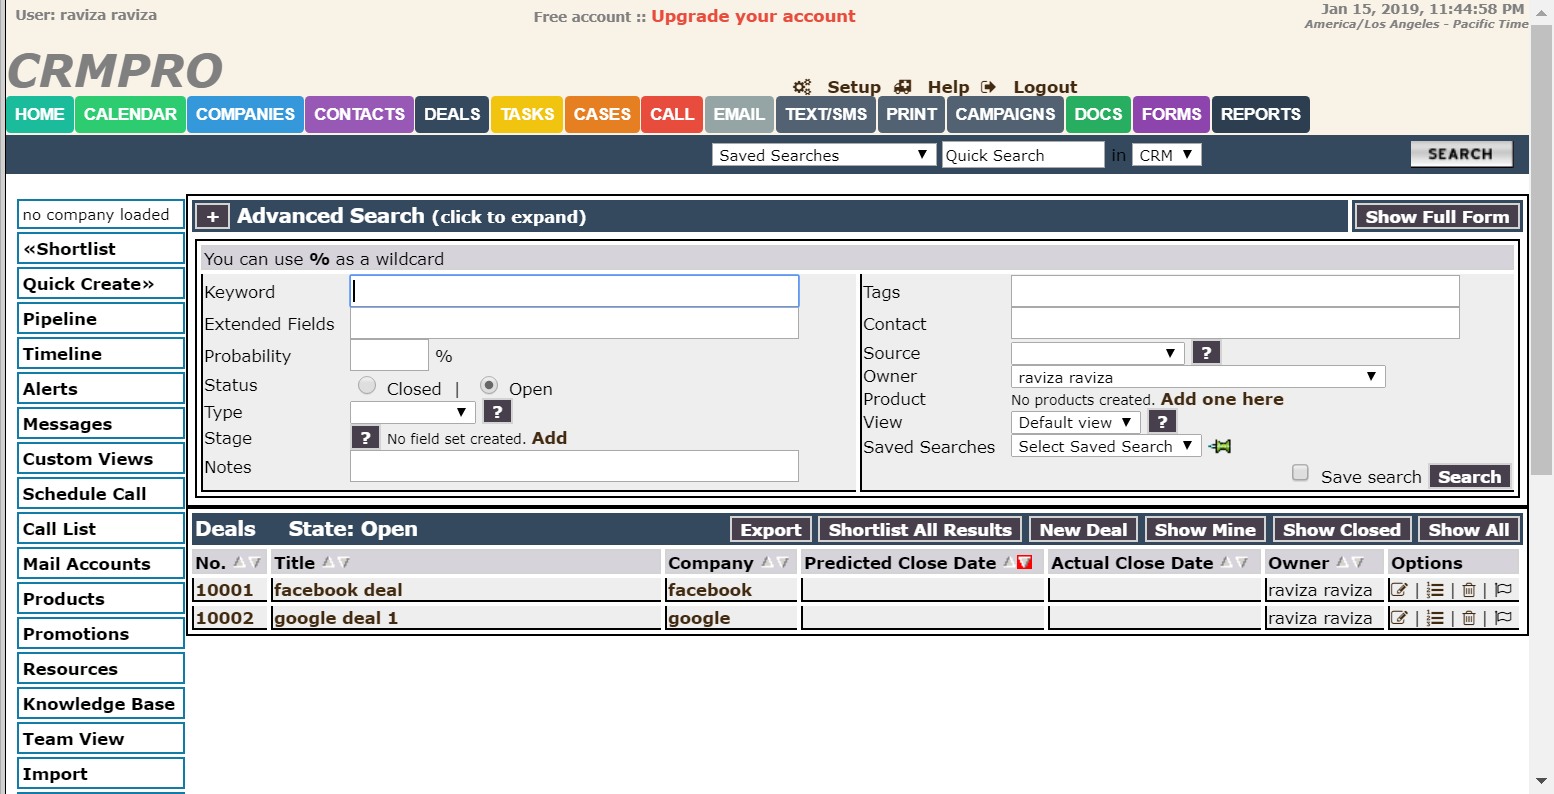 User: raviza raviza
Free account :: Upgrade your account
Jan 15, 2019, 11:44:58 PM
America/Los Angeles - Pacific Time
CRMPRO
Setup Help Logout
HOME CALENDAR COMPANIES CONTACTS DEALS TASKS CASES CALL EMAIL TEXT/SMS PRINT CAMPAIGNS DOCS FORMS REPORTS
Saved Searches Quick Search in CRM SEARCH
no company loaded
«Shortlist
Quick Create»
Pipeline
Timeline
Alerts
Messages
Custom Views
Schedule Call
Call List
Mail Accounts
Products
Promotions
Resources
Knowledge Base
Team View
Import
+ Advanced Search (click to expand) Show Full Form
You can use % as a wildcard
Keyword
Extended Fields
Probability %
Status Closed | Open
Type ?
Stage ? No field set created. Add
Notes
Tags
Contact
Source ?
Owner raviza raviza
Product No products created. Add one here
View Default view ?
Saved Searches Select Saved Search
Save search Search
Deals State: Open Export Shortlist All Results New Deal Show Mine Show Closed Show All
No. Title Company Predicted Close Date Actual Close Date Owner Options
10001 facebook deal facebook raviza raviza | | |
10002 google deal 1 google raviza raviza | | |